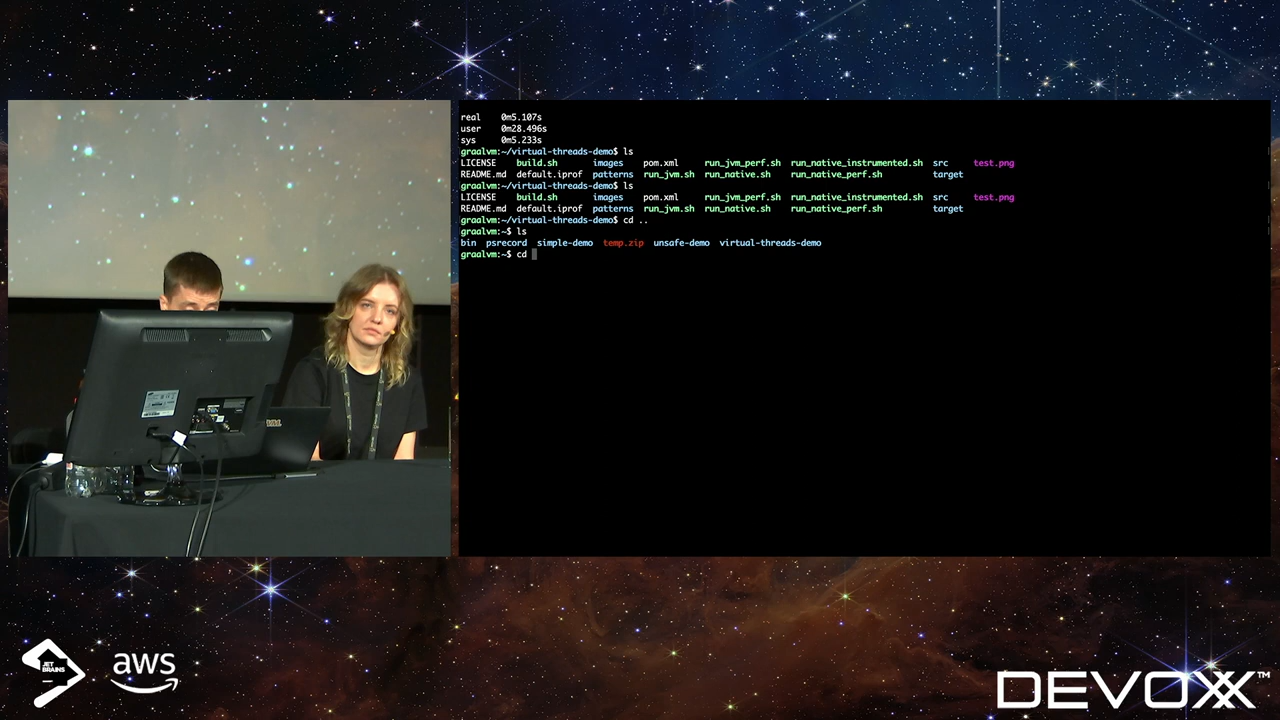 real    0m5.107s
user    0m28.496s
sys     0m5.233s
graalvm:~/virtual-threads-demo$ ls
LICENSE    build.sh    images    pom.xml    run_jvm_perf.sh    run_native_instrumented.sh    src    test.png
README.md  default.iprof  patterns  run_jvm.sh  run_native.sh    run_native_perf.sh    target
graalvm:~/virtual-threads-demo$ ls
LICENSE    build.sh    images    pom.xml    run_jvm_perf.sh    run_native_instrumented.sh    src    test.png
README.md  default.iprof  patterns  run_jvm.sh  run_native.sh    run_native_perf.sh    target
graalvm:~/virtual-threads-demo$ cd ..
graalvm:~$ ls
bin  psrecord  simple-demo  temp.zip  unsafe-demo  virtual-threads-demo
graalvm:~$ cd
JET
BRAINS
aws
DEVOXX™